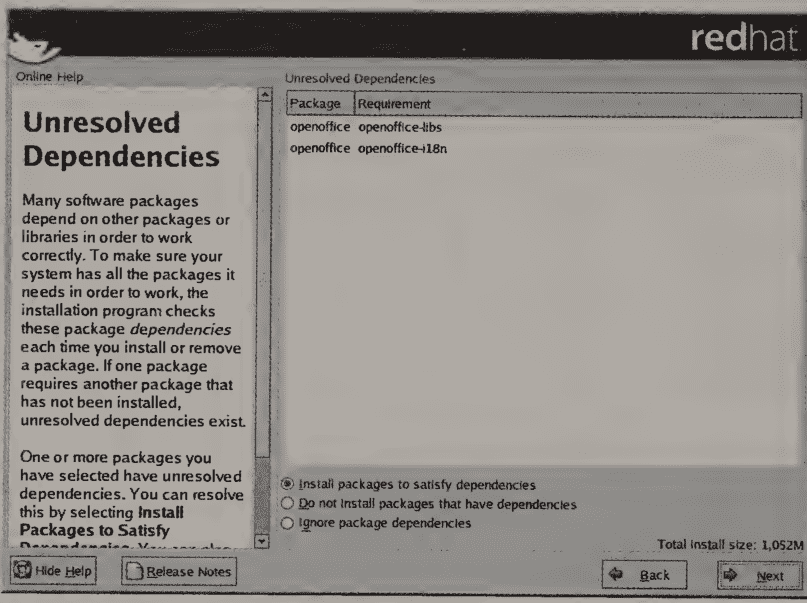 redhat
Online Help
Unresolved
Dependencies
Many software packages
depend on other packages or
libraries in order to work
correctly. To make sure your
system has all the packages it
needs in order to work, the
installation program checks
these package dependencies
each time you install or remove
a package. If one package
requires another package that
has not been installed,
unresolved dependencies exist.
One or more packages you
have selected have unresolved
dependencies. You can resolve
this by selecting Install
Packages to Satisfy
Unresolved Dependencies
Package Requirement
openoffice openoffice-libs
openoffice openoffice-i18n
Install packages to satisfy dependencies
Do not install packages that have dependencies
Ignore package dependencies
Total install size: 1,052M
Hide Help
Release Notes
Back
Next